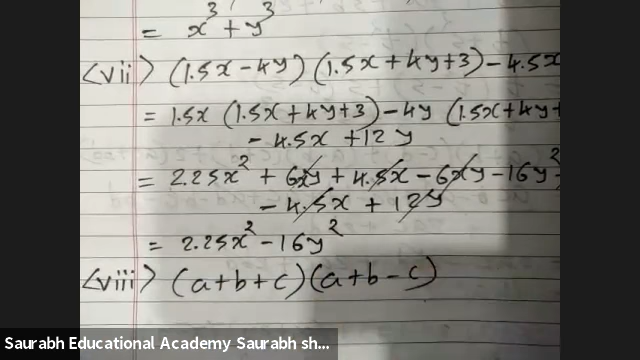 = x³ + y³
(vii) (1.5x - 4y) (1.5x + 4y + 3) - 4.5x
= 1.5x (1.5x + 4y + 3) - 4y (1.5x + 4y +
- 4.5x + 12y
= 2.25x² + 6xy + 4.5x - 6xy - 16y²
- 4.5x + 12y
= 2.25x² - 16y²
(viii) (a+b+c)(a+b-c)
Saurabh Educational Academy Saurabh sh...